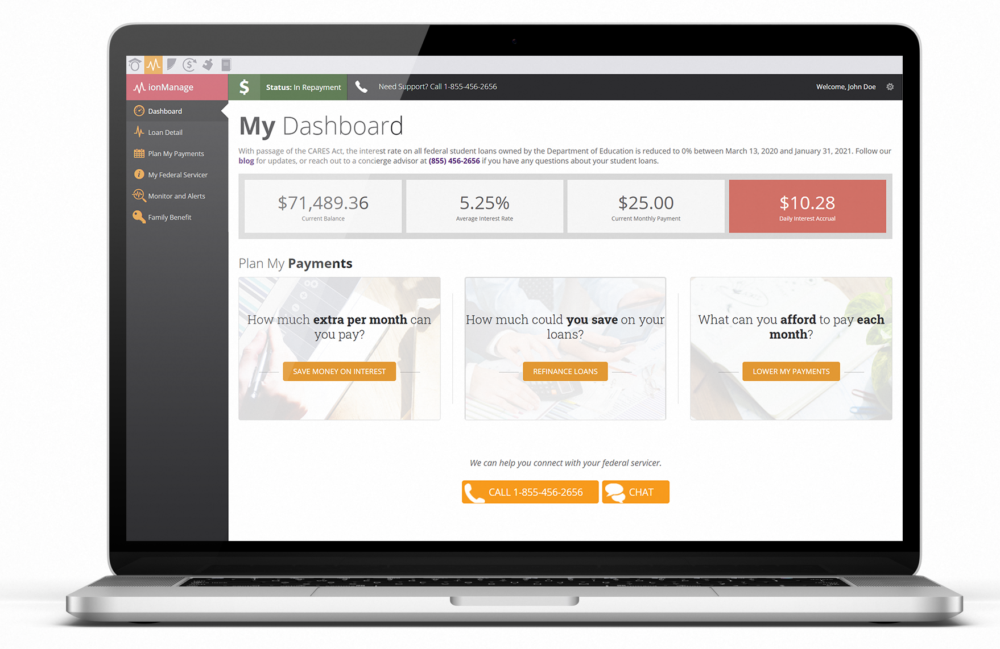 ionManage
Status: In Repayment
Need Support? Call 1-855-456-2656
Welcome, John Doe
Dashboard
Loan Detail
Plan My Payments
My Federal Servicer
Monitor and Alerts
Family Benefit
My Dashboard
With passage of the CARES Act, the interest rate on all federal student loans owned by the Department of Education is reduced to 0% between March 13, 2020 and January 31, 2021. Follow our
blog for updates, or reach out to a concierge advisor at (855) 456-2656 if you have any questions about your student loans.
$71,489.36
Current Balance
5.25%
Average Interest Rate
$25.00
Current Monthly Payment
$10.28
Daily Interest Accrual
Plan My Payments
How much extra per month can
you pay?
SAVE MONEY ON INTEREST
How much could you save on your
loans?
REFINANCE LOANS
What can you afford to pay each
month?
LOWER MY PAYMENTS
We can help you connect with your federal servicer.
CALL 1-855-456-2656
CHAT